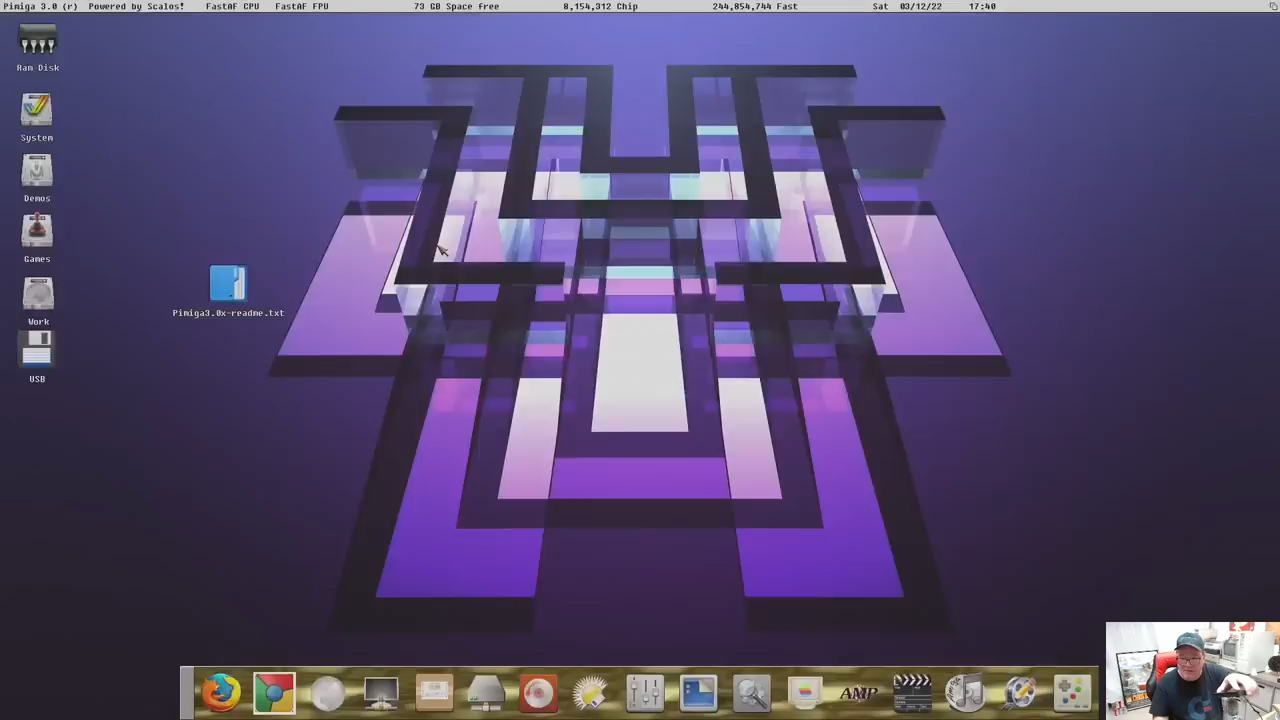 Pimiga 3.0 (r) Powered by Scalos! FastAF CPU FastAF FPU 73 GB Space Free 8,154,312 Chip 244,854,744 Fast Sat 03/12/22 17:40
Ram Disk
System
Demos
Games
Pimiga3.0x-readme.txt
Work
USB
AMP